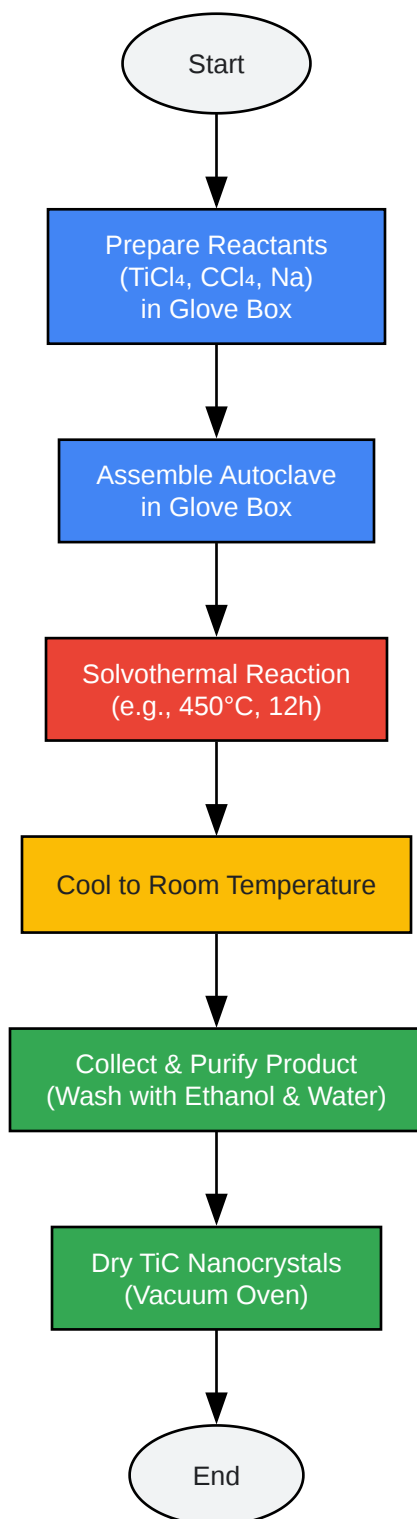 Start
Prepare Reactants
(TiCl₄, CCl₄, Na)
in Glove Box
Assemble Autoclave
in Glove Box
Solvothermal Reaction
(e.g., 450°C, 12h)
Cool to Room Temperature
Collect & Purify Product
(Wash with Ethanol & Water)
Dry TiC Nanocrystals
(Vacuum Oven)
End